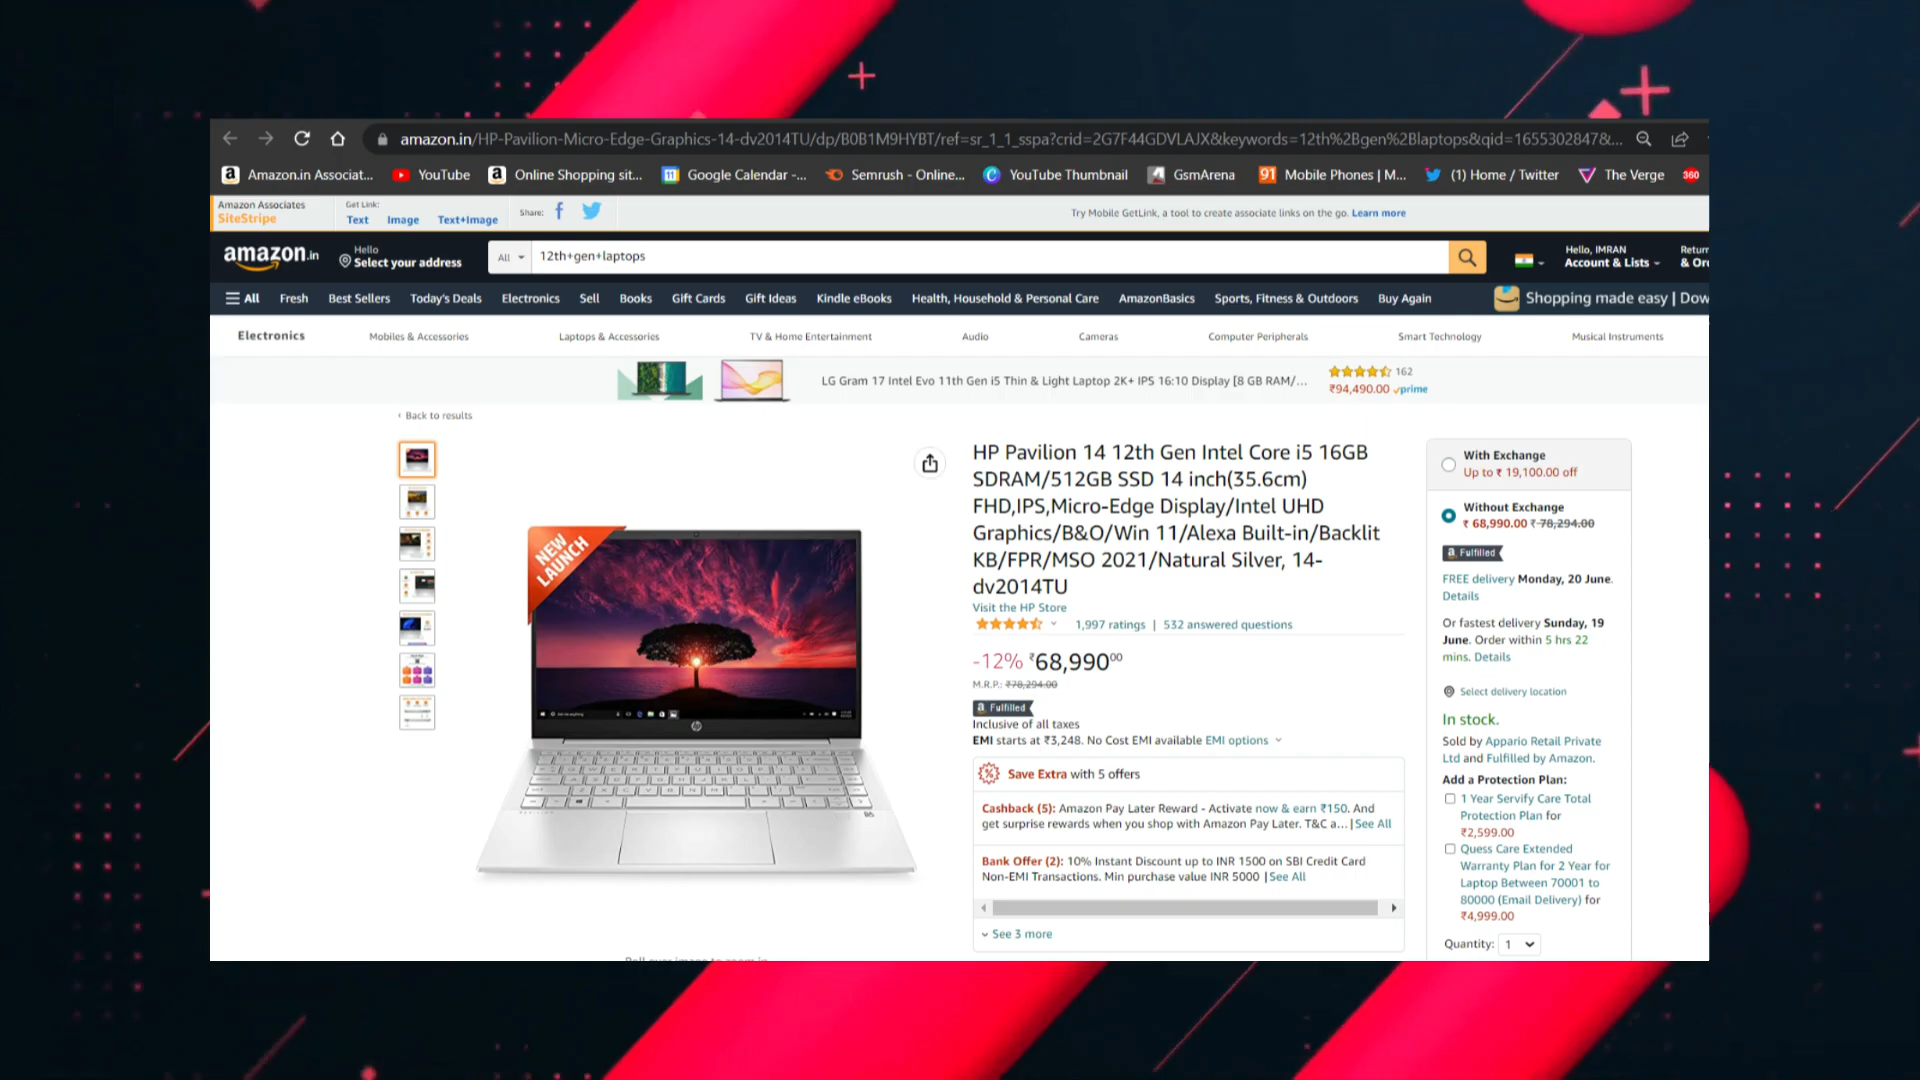 amazon.in/HP-Pavilion-Micro-Edge-Graphics-14-dv2014TU/dp/B0B1M9HYBT/ref=sr_1_1_sspa?crid=2G7F44GDVLAJX&keywords=12th%2Bgen%2Blaptops&qid=1655302847&...
Amazon.in Associat... YouTube Online Shopping sit... Google Calendar -... Semrush - Online... YouTube Thumbnail GsmArena 91 Mobile Phones | M... (1) Home / Twitter The Verge 360
Amazon Associates
SiteStripe
Get Link:
Text Image Text+Image
Share:
Try Mobile GetLink, a tool to create associate links on the go. Learn more
amazon.in
Hello
Select your address
All 12th+gen+laptops
Hello, IMRAN
Account & Lists
Return
& Or
All Fresh Best Sellers Today's Deals Electronics Sell Books Gift Cards Gift Ideas Kindle eBooks Health, Household & Personal Care AmazonBasics Sports, Fitness & Outdoors Buy Again Shopping made easy | Dow
Electronics Mobiles & Accessories Laptops & Accessories TV & Home Entertainment Audio Cameras Computer Peripherals Smart Technology Musical Instruments
LG Gram 17 Intel Evo 11th Gen i5 Thin & Light Laptop 2K+ IPS 16:10 Display [8 GB RAM/...
162
₹94,490.00 prime
‹ Back to results
NEW
LAUNCH
hp
HP Pavilion 14 12th Gen Intel Core i5 16GB
SDRAM/512GB SSD 14 inch(35.6cm)
FHD,IPS,Micro-Edge Display/Intel UHD
Graphics/B&O/Win 11/Alexa Built-in/Backlit
KB/FPR/MSO 2021/Natural Silver, 14-
dv2014TU
Visit the HP Store
1,997 ratings | 532 answered questions
-12% ₹68,990⁰⁰
M.R.P.: ₹78,294.00
a Fulfilled
Inclusive of all taxes
EMI starts at ₹3,248. No Cost EMI available EMI options
Save Extra with 5 offers
Cashback (5): Amazon Pay Later Reward - Activate now & earn ₹150. And
get surprise rewards when you shop with Amazon Pay Later. T&C a... | See All
Bank Offer (2): 10% Instant Discount up to INR 1500 on SBI Credit Card
Non-EMI Transactions. Min purchase value INR 5000 | See All
See 3 more
With Exchange
Up to ₹ 19,100.00 off
Without Exchange
₹ 68,990.00 ₹ 78,294.00
a Fulfilled
FREE delivery Monday, 20 June.
Details
Or fastest delivery Sunday, 19
June. Order within 5 hrs 22
mins. Details
Select delivery location
In stock.
Sold by Appario Retail Private
Ltd and Fulfilled by Amazon.
Add a Protection Plan:
1 Year Servify Care Total
Protection Plan for
₹2,599.00
Quess Care Extended
Warranty Plan for 2 Year for
Laptop Between 70001 to
80000 (Email Delivery) for
₹4,999.00
Quantity: 1